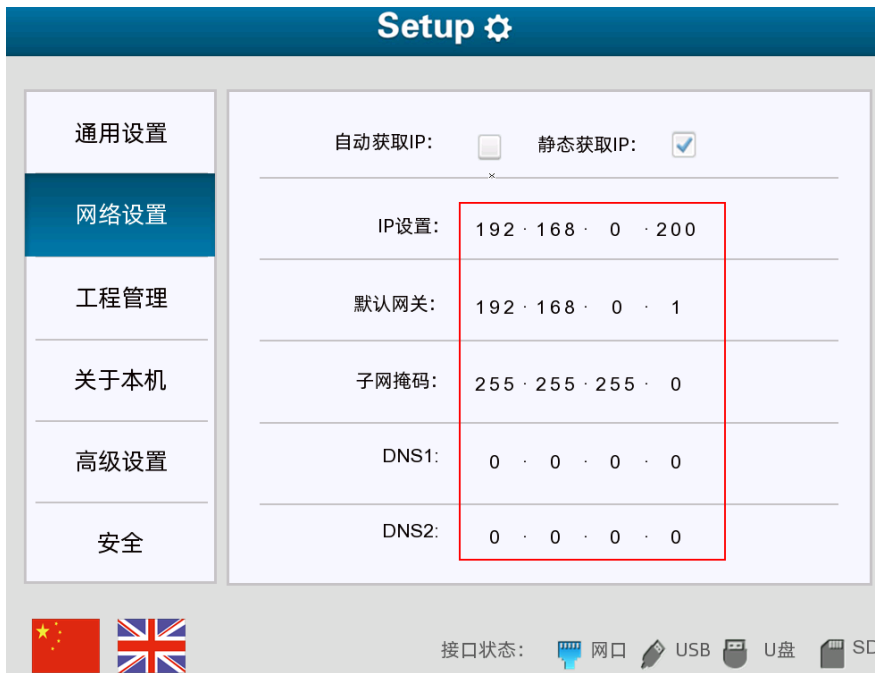 Setup
通用设置
网络设置
工程管理
关于本机
高级设置
安全
自动获取IP: 静态获取IP:
IP设置: 192 · 168 · 0 · 200
默认网关: 192 · 168 · 0 · 1
子网掩码: 255 · 255 · 255 · 0
DNS1: 0 · 0 · 0 · 0
DNS2: 0 · 0 · 0 · 0
接口状态: 网口 USB U盘 SD